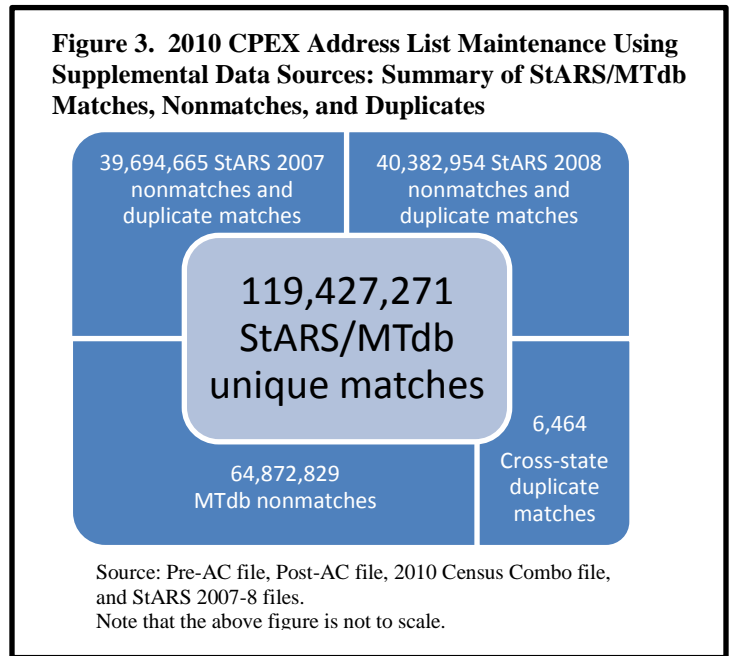 Figure 3.  2010 CPEX Address List Maintenance Using
Supplemental Data Sources: Summary of StARS/MTdb
Matches, Nonmatches, and Duplicates
39,694,665 StARS 2007
nonmatches and
duplicate matches
40,382,954 StARS 2008
nonmatches and
duplicate matches
119,427,271
StARS/MTdb
unique matches
64,872,829
MTdb nonmatches
6,464
Cross-state
duplicate
matches
Source: Pre-AC file, Post-AC file, 2010 Census Combo file,
and StARS 2007-8 files.
Note that the above figure is not to scale.